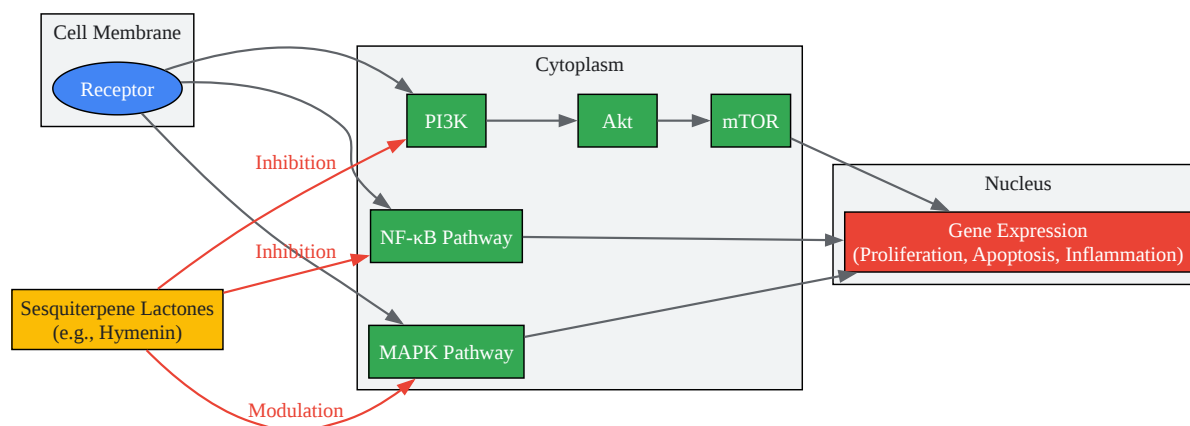 Cell Membrane
Receptor
Cytoplasm
PI3K
Akt
mTOR
Inhibition
Nucleus
NF-κB Pathway
Gene Expression
(Proliferation, Apoptosis, Inflammation)
Inhibition
Sesquiterpene Lactones
(e.g., Hymenin)
MAPK Pathway
Modulation